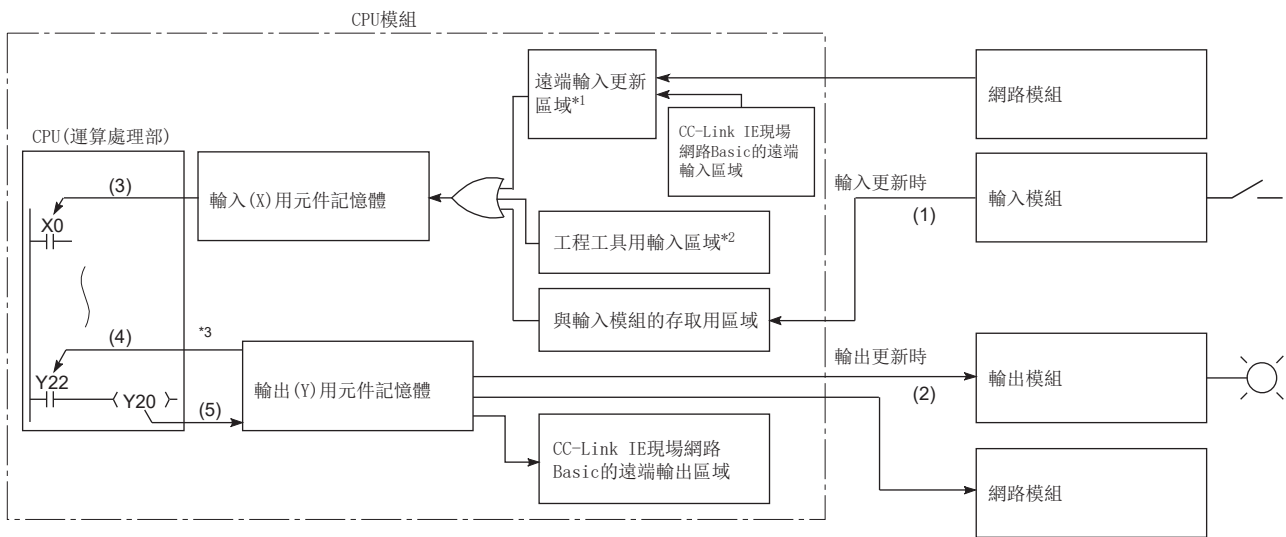 CPU模組
遠端輸入更新
區域*1
網路模組
CC-Link IE現場
網路Basic的遠端
輸入區域
CPU(運算處理部)
(3)
X0
輸入(X)用元件記憶體
輸入更新時
(1)
輸入模組
工程工具用輸入區域*2
與輸入模組的存取用區域
(4)
*3
Y22
Y20
(5)
輸出(Y)用元件記憶體
輸出更新時
(2)
輸出模組
CC-Link IE現場網路
Basic的遠端輸出區域
網路模組